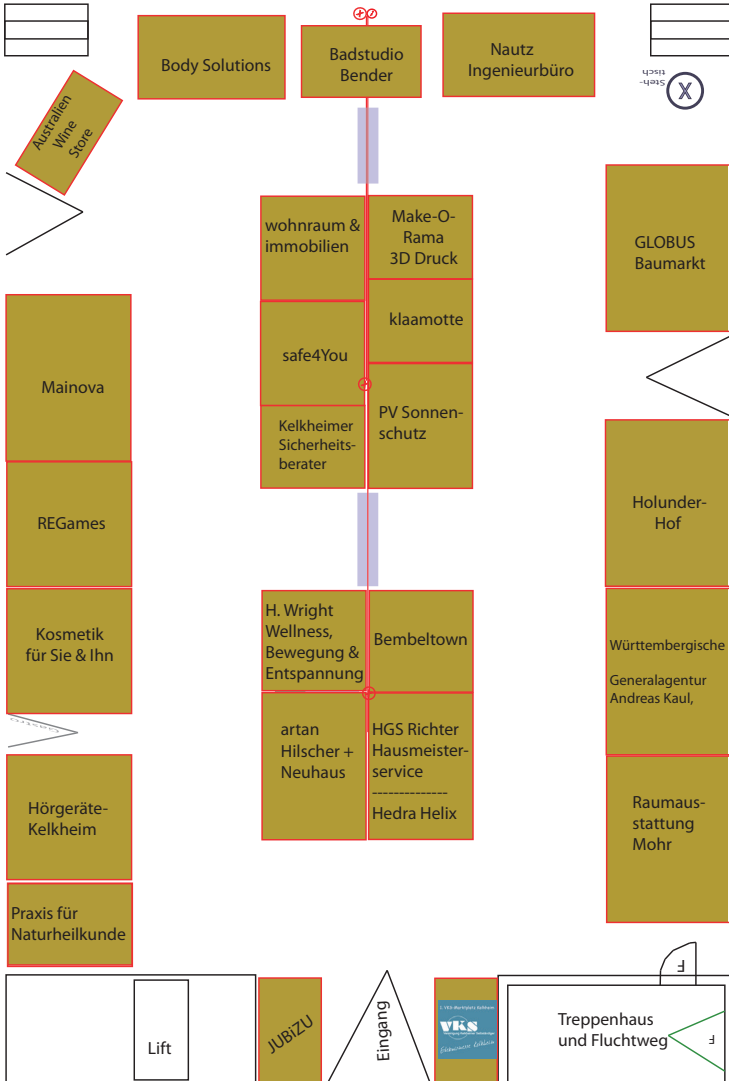 Body Solutions
Badstudio
Bender
Nautz
Ingenieurbüro
Steh-
tisch
X
Australien
Wine
Store
wohnraum &
immobilien
Make-O-
Rama
3D Druck
GLOBUS
Baumarkt
klaamotte
safe4You
Mainova
PV Sonnen-
schutz
Kelkheimer
Sicherheits-
berater
REGames
Holunder-
Hof
H. Wright
Wellness,
Bewegung &
Entspannung
Bembeltown
Kosmetik
für Sie & Ihn
Württembergische
Generalagentur
Andreas Kaul,
Gastro
artan
Hilscher +
Neuhaus
HGS Richter
Hausmeister-
service
--------------
Hedra Helix
Hörgeräte-
Kelkheim
Raumaus-
stattung
Mohr
Praxis für
Naturheilkunde
F
Lift
JUBiZU
Eingang
VKS
Treppenhaus
und Fluchtweg
F